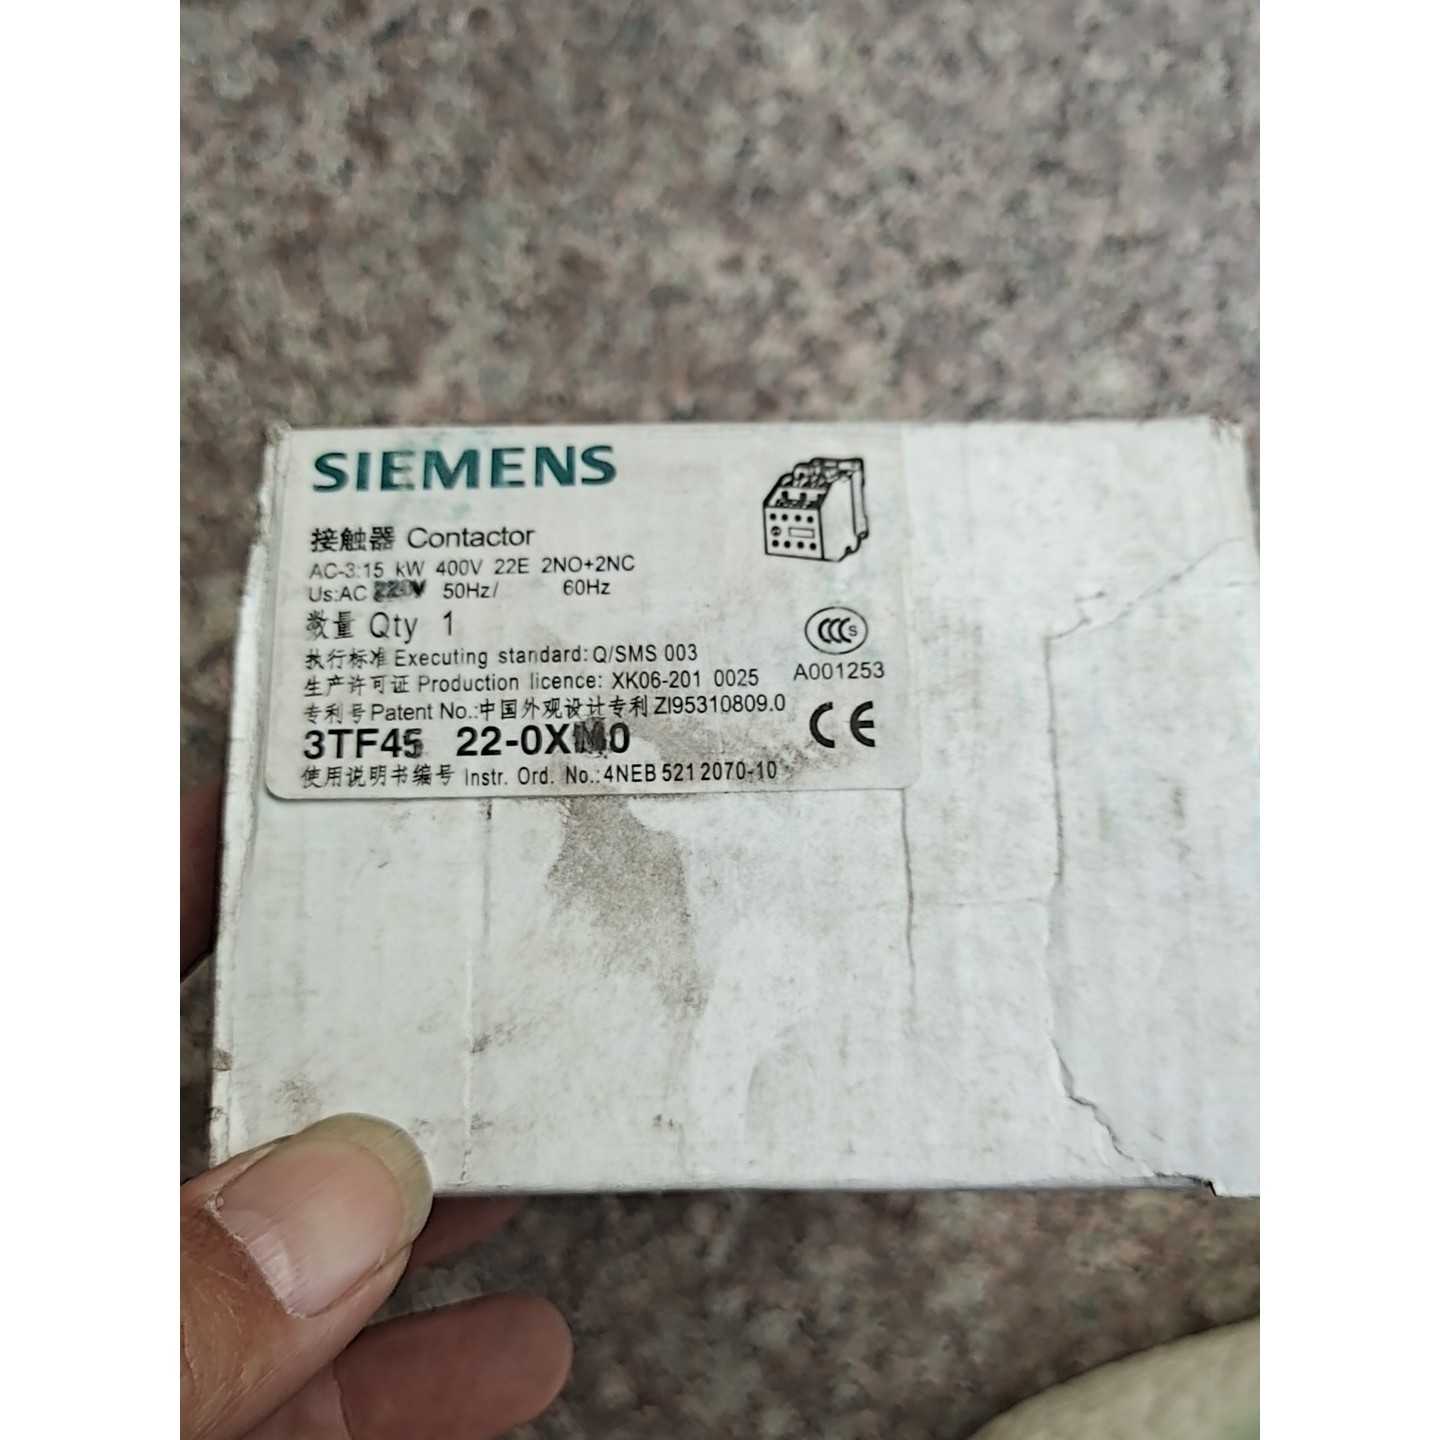 SIEMENS
接触器 Contactor
AC-3:15 kW 400V 22E 2NO+2NC
Us:AC 50Hz/ 60Hz
数量 Qty 1
执行标准 Executing standard: Q/SMS 003
生产许可证 Production licence: XK06-201 0025
专利号 Patent No.:中国外观设计专利 ZI95310809.0
3TF45 22-0XM0
使用说明书编号 Instr. Ord. No.: 4NEB 521 2070-10
CCC S
A001253
CE